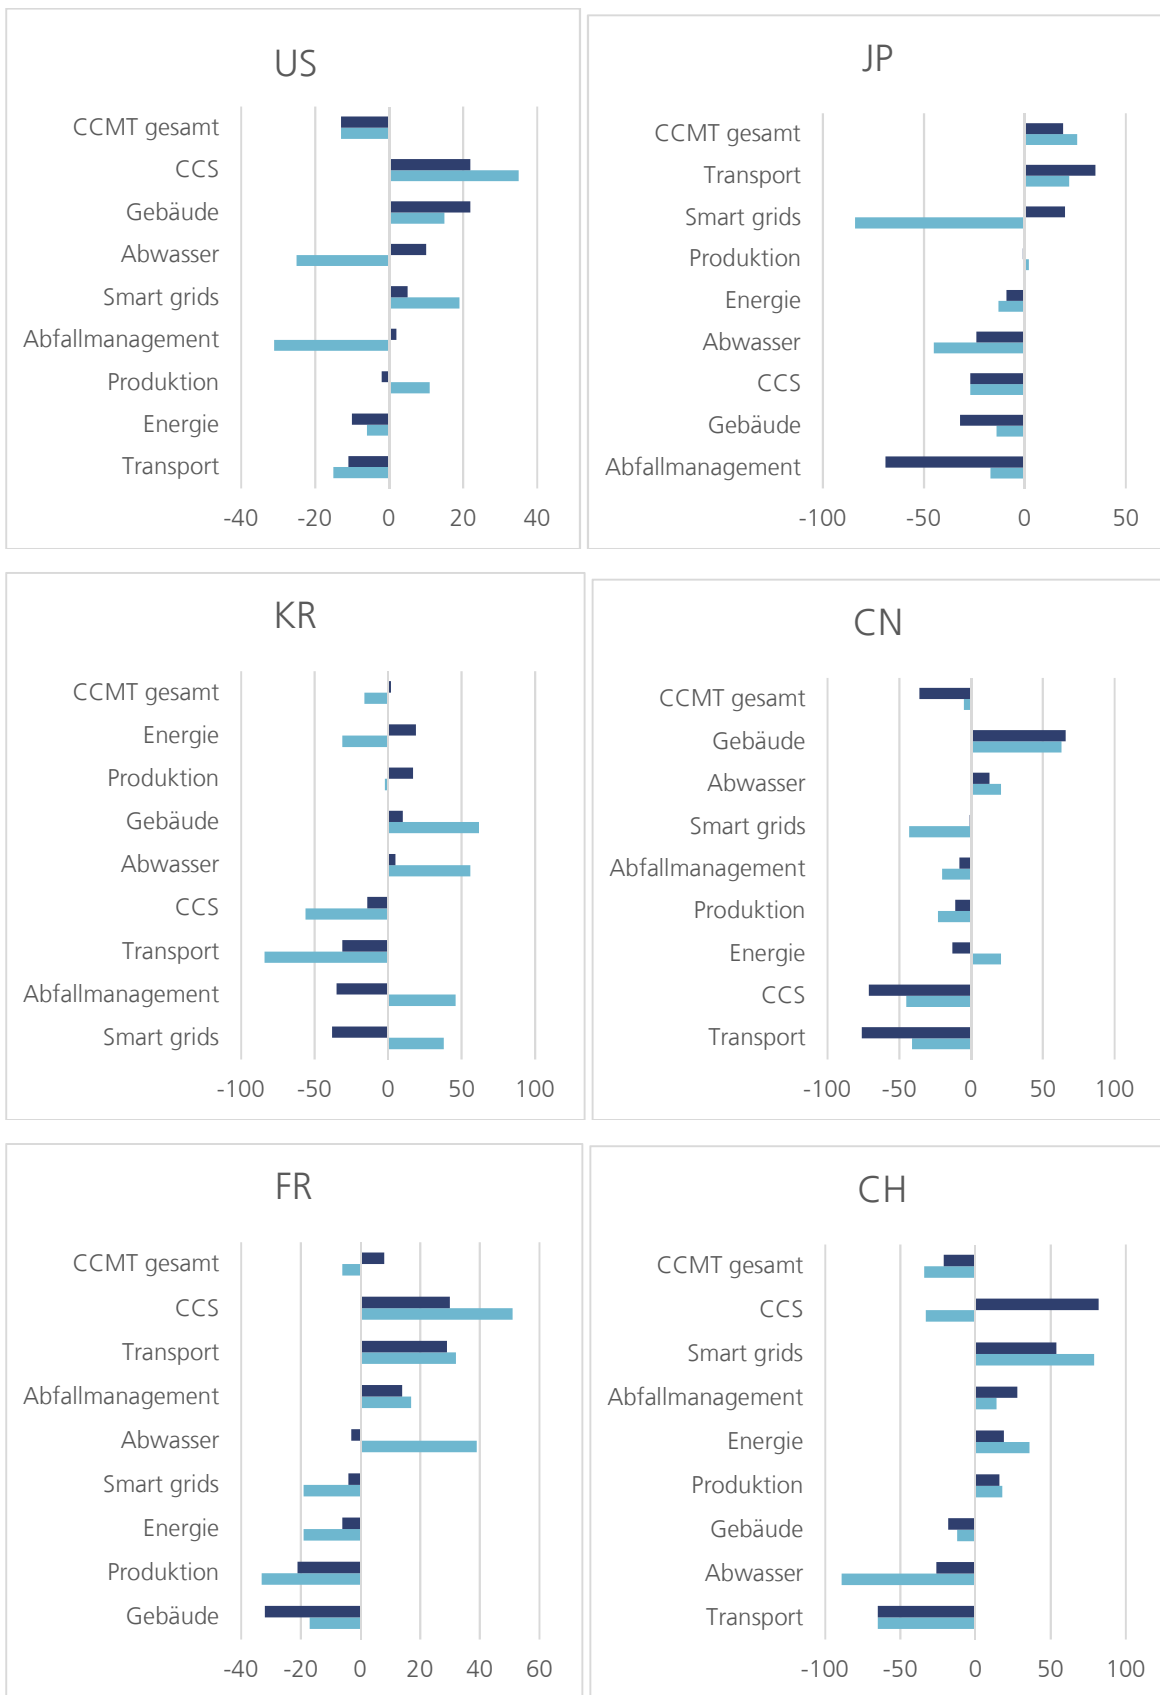 US
CCMT gesamt
CCS
Gebäude
Abwasser
Smart grids
Abfallmanagement
Produktion
Energie
Transport
-40 -20 0 20 40
JP
CCMT gesamt
Transport
Smart grids
Produktion
Energie
Abwasser
CCS
Gebäude
Abfallmanagement
-100 -50 0 50
KR
CCMT gesamt
Energie
Produktion
Gebäude
Abwasser
CCS
Transport
Abfallmanagement
Smart grids
-100 -50 0 50 100
CN
CCMT gesamt
Gebäude
Abwasser
Smart grids
Abfallmanagement
Produktion
Energie
CCS
Transport
-100 -50 0 50 100
FR
CCMT gesamt
CCS
Transport
Abfallmanagement
Abwasser
Smart grids
Energie
Produktion
Gebäude
-40 -20 0 20 40 60
CH
CCMT gesamt
CCS
Smart grids
Abfallmanagement
Energie
Produktion
Gebäude
Abwasser
Transport
-100 -50 0 50 100